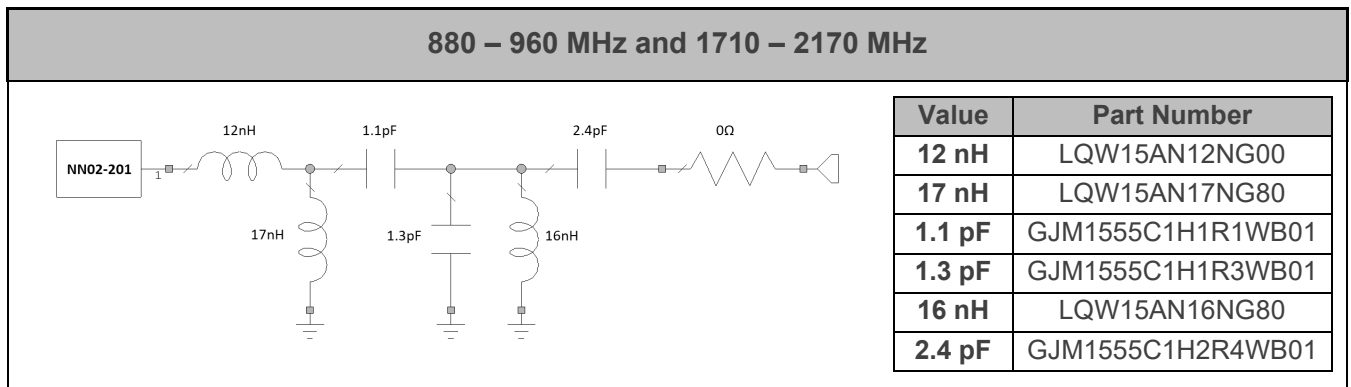 880 – 960 MHz and 1710 – 2170 MHz
NN02-201
1
12nH
1.1pF
2.4pF
0Ω
17nH
1.3pF
16nH
Value Part Number
12 nH LQW15AN12NG00
17 nH LQW15AN17NG80
1.1 pF GJM1555C1H1R1WB01
1.3 pF GJM1555C1H1R3WB01
16 nH LQW15AN16NG80
2.4 pF GJM1555C1H2R4WB01